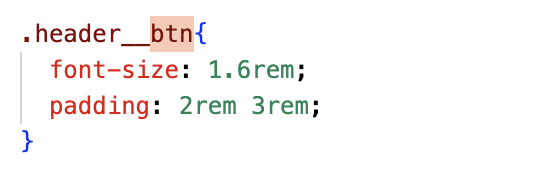 .header__btn{
font-size: 1.6rem;
padding: 2rem 3rem;
}